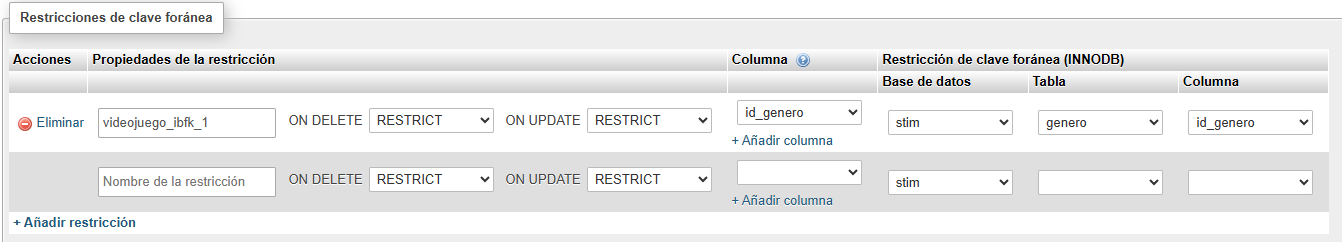 Restricciones de clave foránea
Acciones Propiedades de la restricción Columna Restricción de clave foránea (INNODB)
Base de datos Tabla Columna
Eliminar videojuego_ibfk_1 ON DELETE RESTRICT ON UPDATE RESTRICT id_genero stim genero id_genero
+ Añadir columna
Nombre de la restricción ON DELETE RESTRICT ON UPDATE RESTRICT stim
+ Añadir columna
+ Añadir restricción